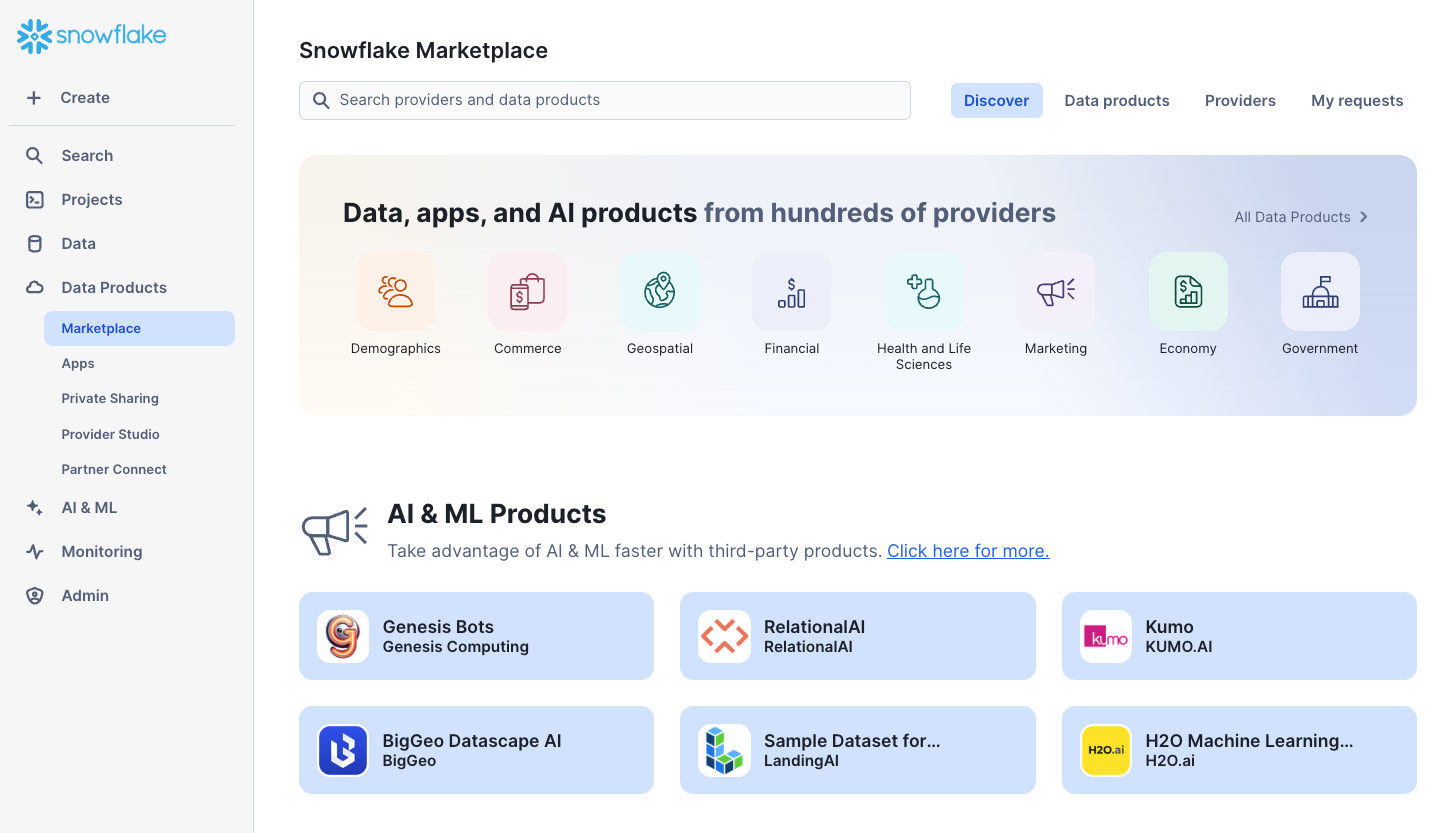 snowflake
Create
Search
Projects
Data
Data Products
Marketplace
Apps
Private Sharing
Provider Studio
Partner Connect
AI & ML
Monitoring
Admin
Snowflake Marketplace
Search providers and data products
Discover
Data products
Providers
My requests
Data, apps, and AI products from hundreds of providers
All Data Products
Demographics
Commerce
Geospatial
Financial
Health and Life
Sciences
Marketing
Economy
Government
AI & ML Products
Take advantage of AI & ML faster with third-party products. Click here for more.
Genesis Bots
Genesis Computing
RelationalAI
RelationalAI
kumo
Kumo
KUMO.AI
BigGeo Datascape AI
BigGeo
Sample Dataset for...
LandingAI
H2O.ai
H2O Machine Learning...
H2O.ai